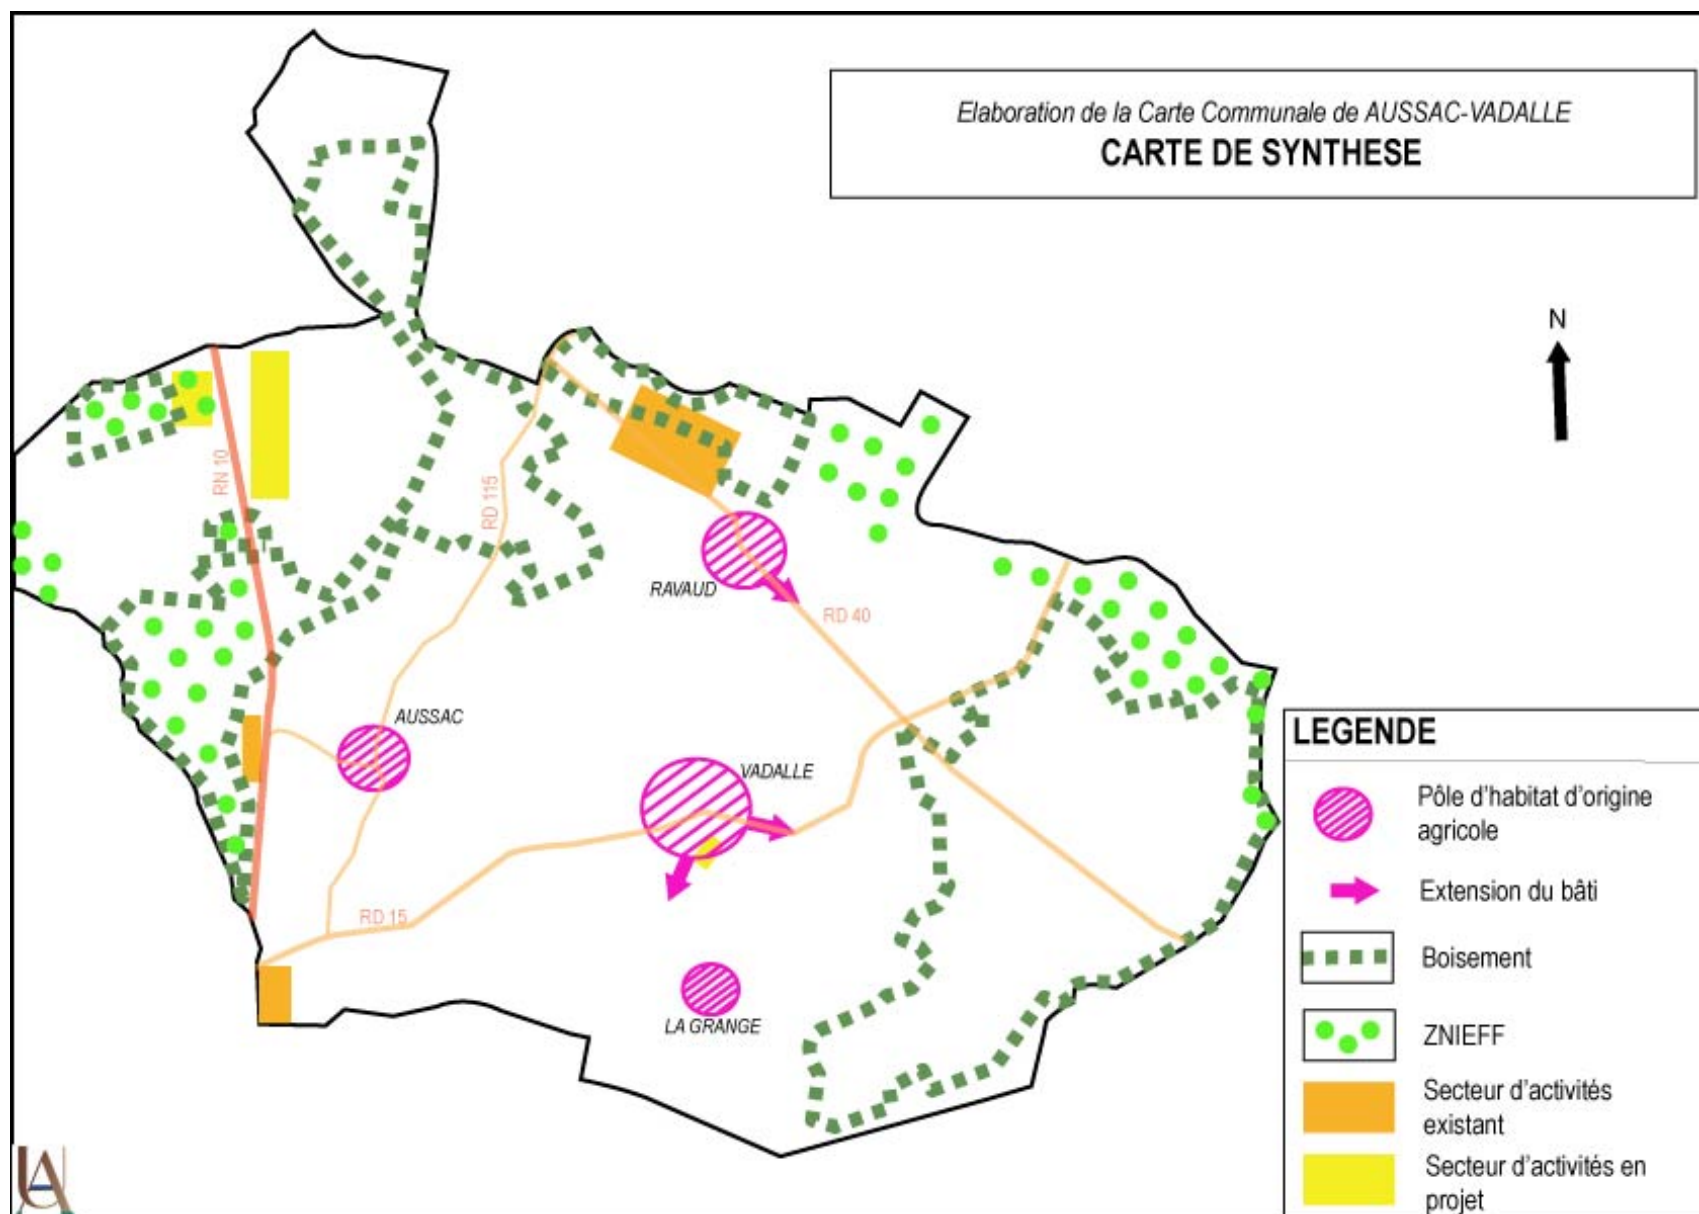 Elaboration de la Carte Communale de AUSSAC-VADALLE
CARTE DE SYNTHESE
N
RN 10
RD 115
RAVAUD
RD 40
AUSSAC
VADALLE
RD 15
LA GRANGE
LEGENDE
Pôle d'habitat d'origine
agricole
Extension du bâti
Boisement
ZNIEFF
Secteur d'activités
existant
Secteur d'activités en
projet
UA